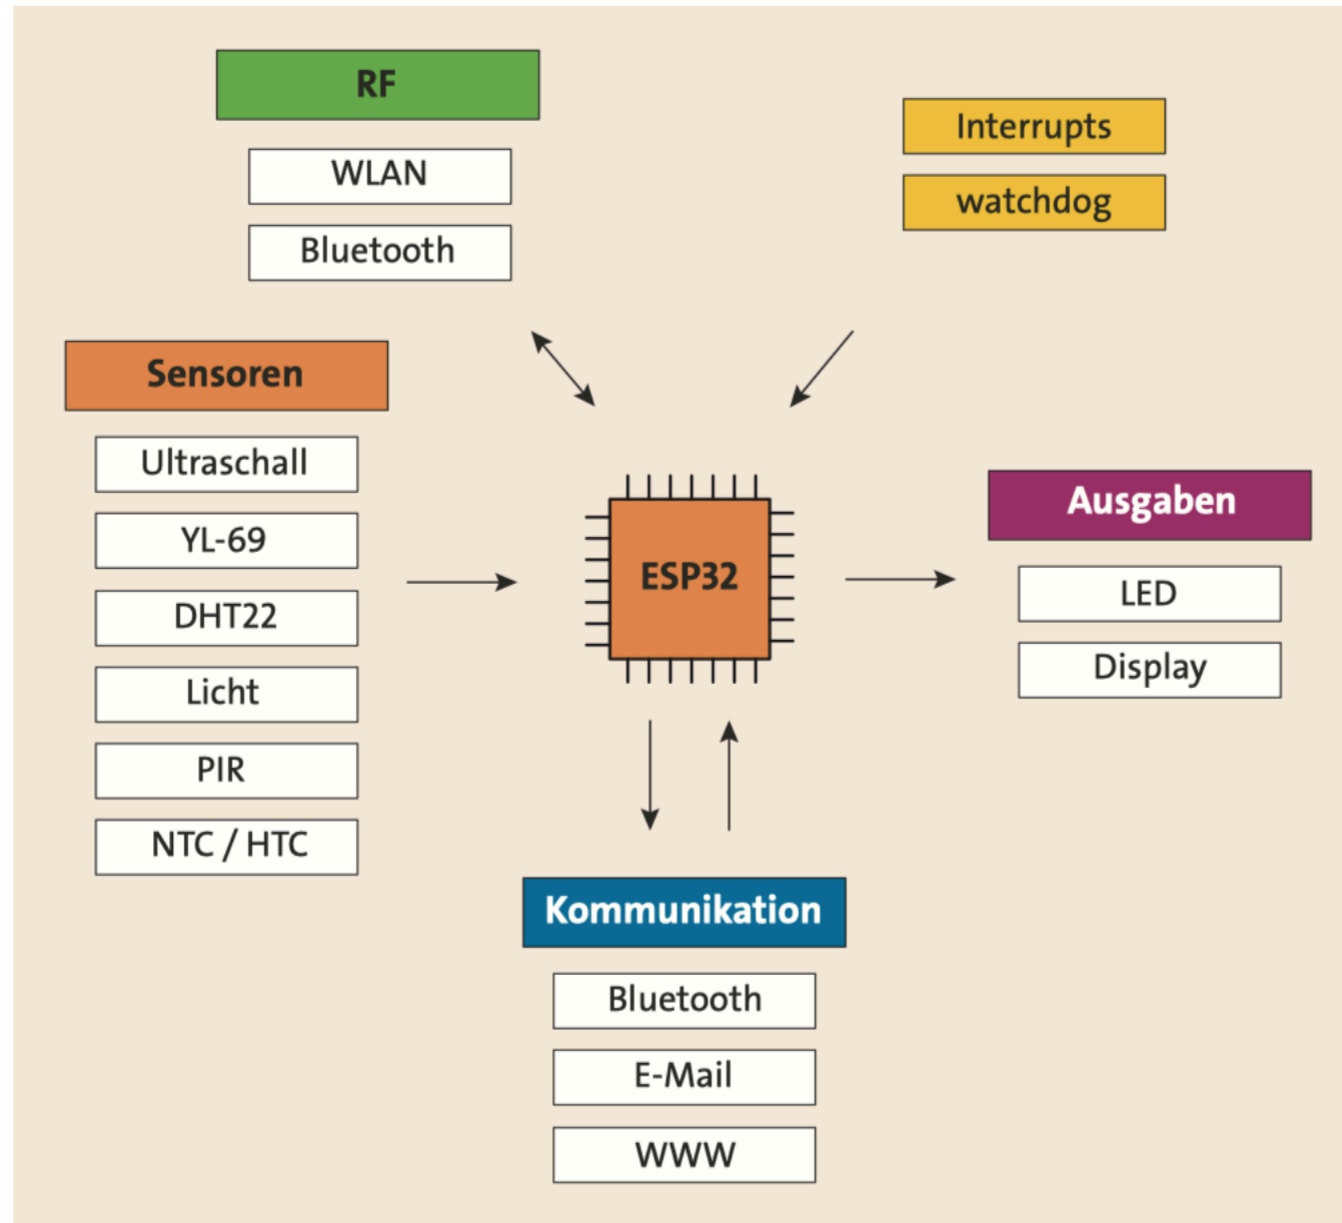 RF
WLAN
Bluetooth
Interrupts
watchdog
Sensoren
Ultraschall
YL-69
DHT22
Licht
PIR
NTC / HTC
ESP32
Ausgaben
LED
Display
Kommunikation
Bluetooth
E-Mail
WWW